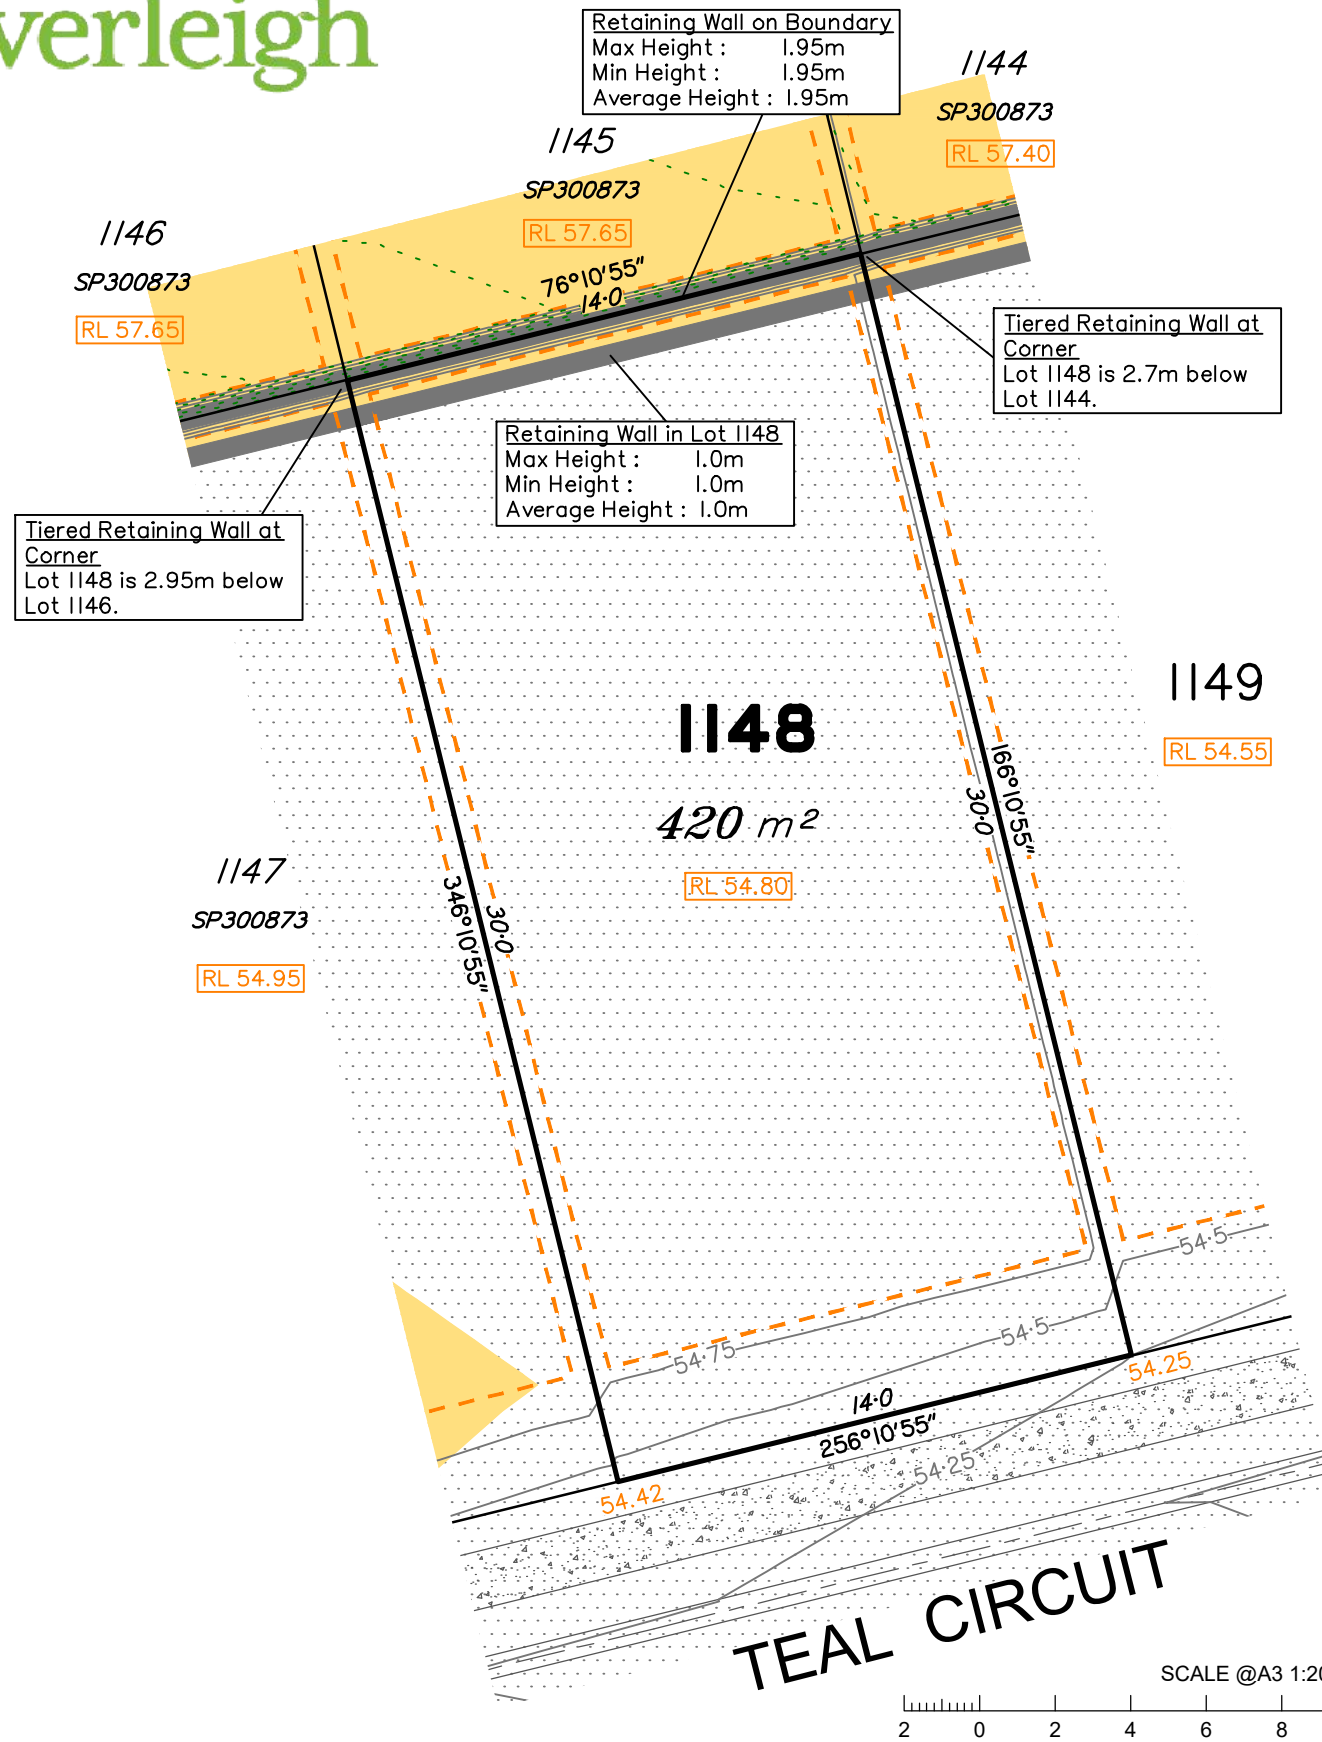 verleigh
Retaining Wall on Boundary
Max Height : 1.95m
Min Height : 1.95m
Average Height : 1.95m
1144
SP300873
RL 57.40
1145
SP300873
RL 57.65
1146
SP300873
RL 57.65
76°10'55"
14·0
Tiered Retaining Wall at
Corner
Lot 1148 is 2.7m below
Lot 1144.
Retaining Wall in Lot 1148
Max Height : 1.0m
Min Height : 1.0m
Average Height : 1.0m
Tiered Retaining Wall at
Corner
Lot 1148 is 2.95m below
Lot 1146.
1149
RL 54.55
1148
420 m²
RL 54.80
166°10'55"
30·0
1147
SP300873
RL 54.95
346°10'55"
30·0
54·5
54·75
54·5
54.25
14·0
256°10'55"
54·25
54.42
TEAL CIRCUIT
SCALE @A3 1:20
2 0 2 4 6 8